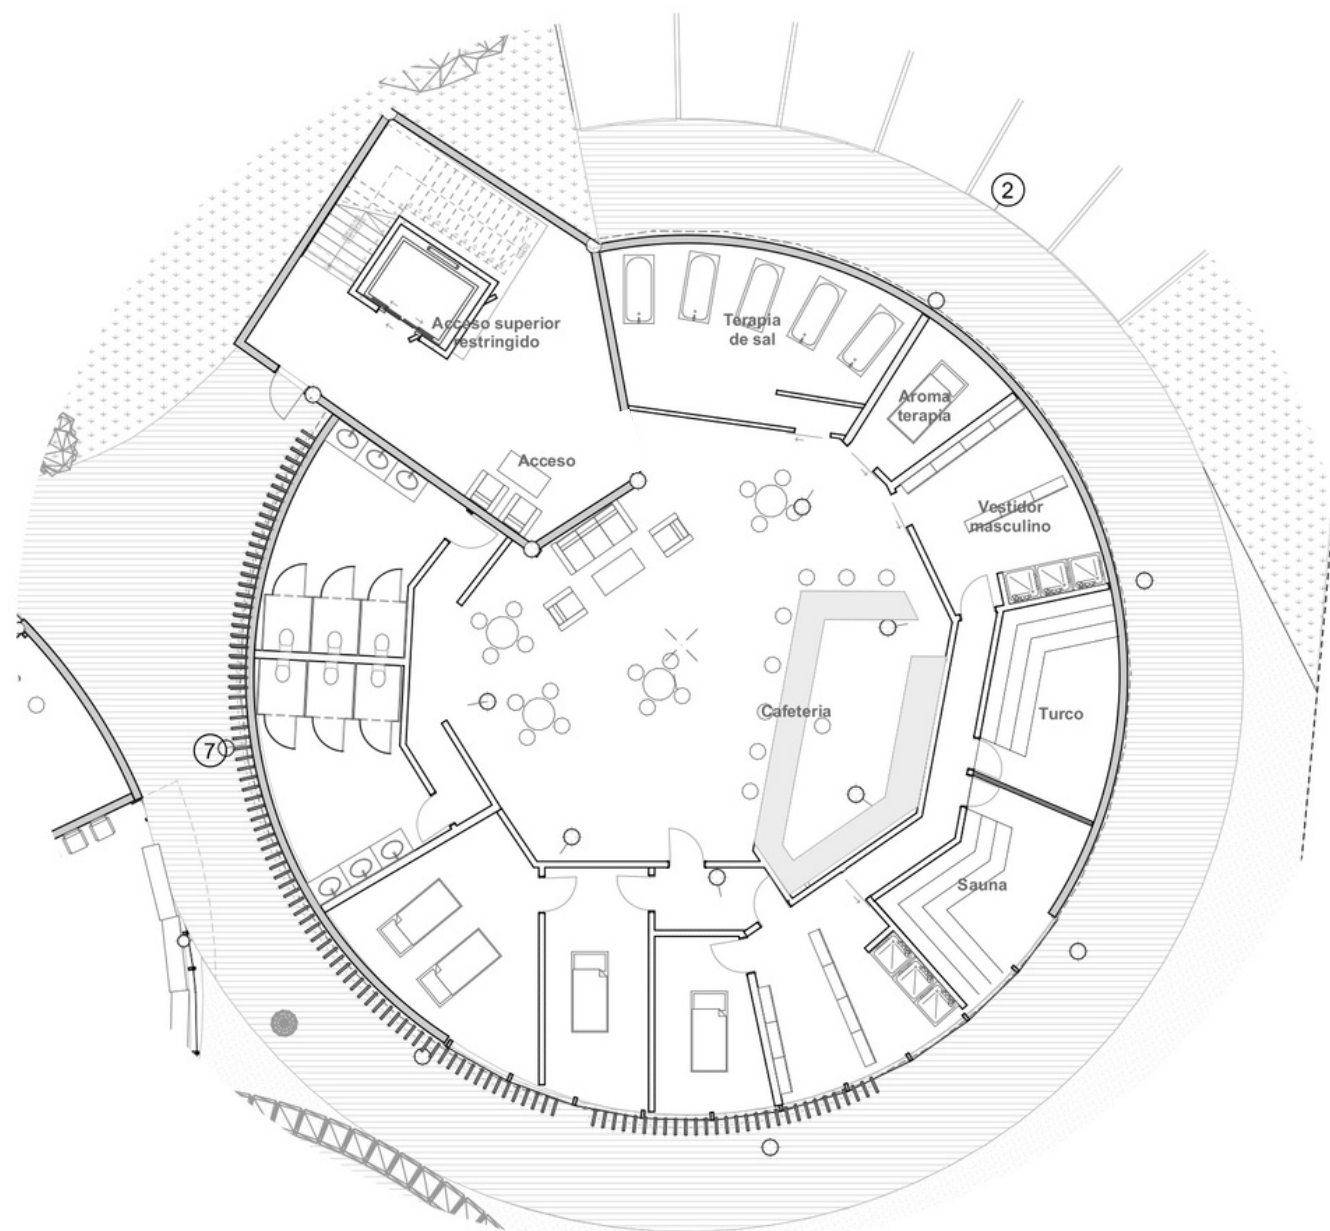 2
Acceso superior
restringido
Terapia
de sal
Aroma
terapia
Acceso
Vestidor
masculino
Cafeteria
Turco
7
Sauna